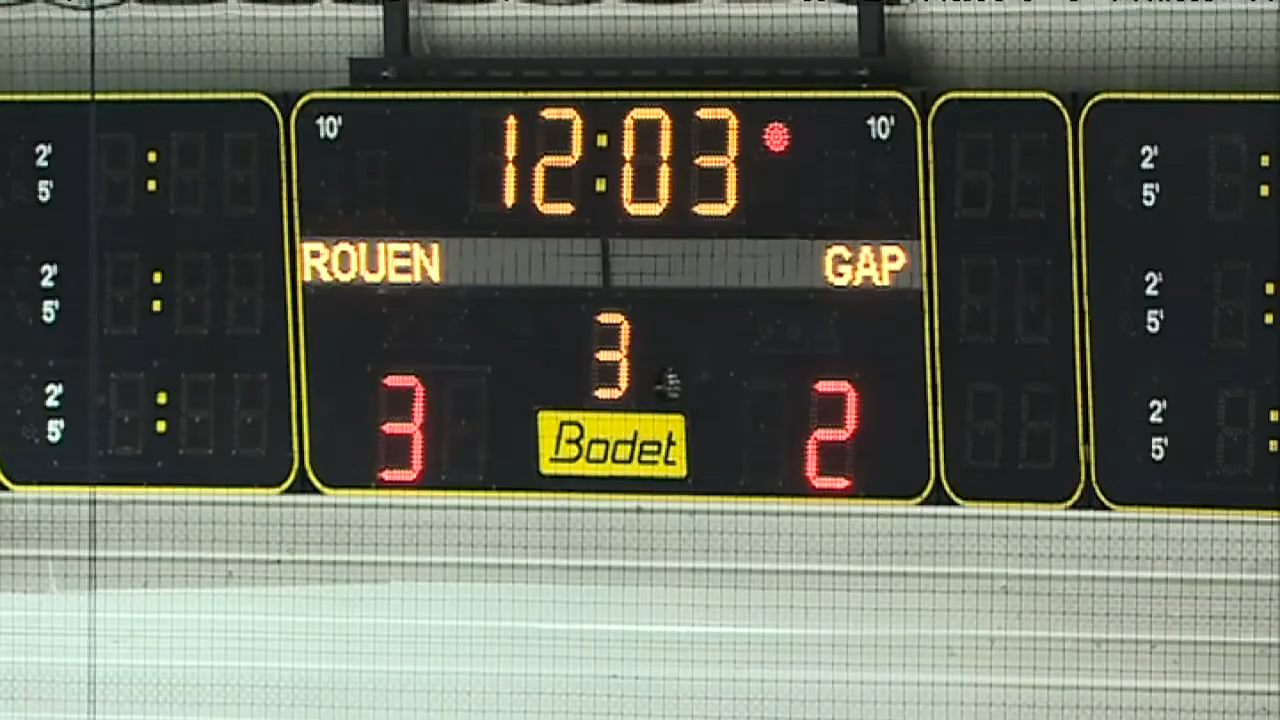 10' 12:03 10'
2' : 2' :
5' 5'
ROUEN GAP
2' : 2' :
5' 5'
3
3 2
2' : 2' :
5' 5'
Bodet